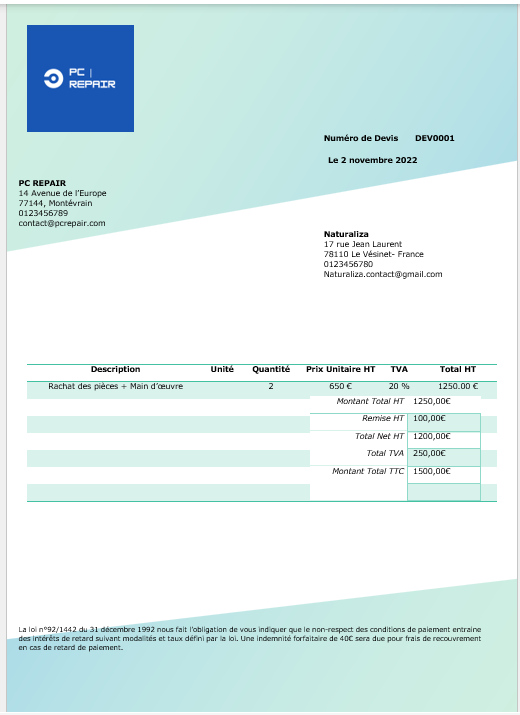 PC |
REPAIR
Numéro de Devis DEV0001
Le 2 novembre 2022
PC REPAIR
14 Avenue de l'Europe
77144, Montévrain
0123456789
contact@pcrepair.com
Naturaliza
17 rue Jean Laurent
78110 Le Vésinet- France
0123456780
Naturaliza.contact@gmail.com
Description Unité Quantité Prix Unitaire HT TVA Total HT
Rachat des pièces + Main d'œuvre 2 650 € 20 % 1250.00 €
Montant Total HT 1250,00€
Remise HT 100,00€
Total Net HT 1200,00€
Total TVA 250,00€
Montant Total TTC 1500,00€
La loi n°92/1442 du 31 décembre 1992 nous fait l'obligation de vous indiquer que le non-respect des conditions de paiement entraine
des intérêts de retard suivant modalités et taux défini par la loi. Une indemnité forfaitaire de 40€ sera due pour frais de recouvrement
en cas de retard de paiement.